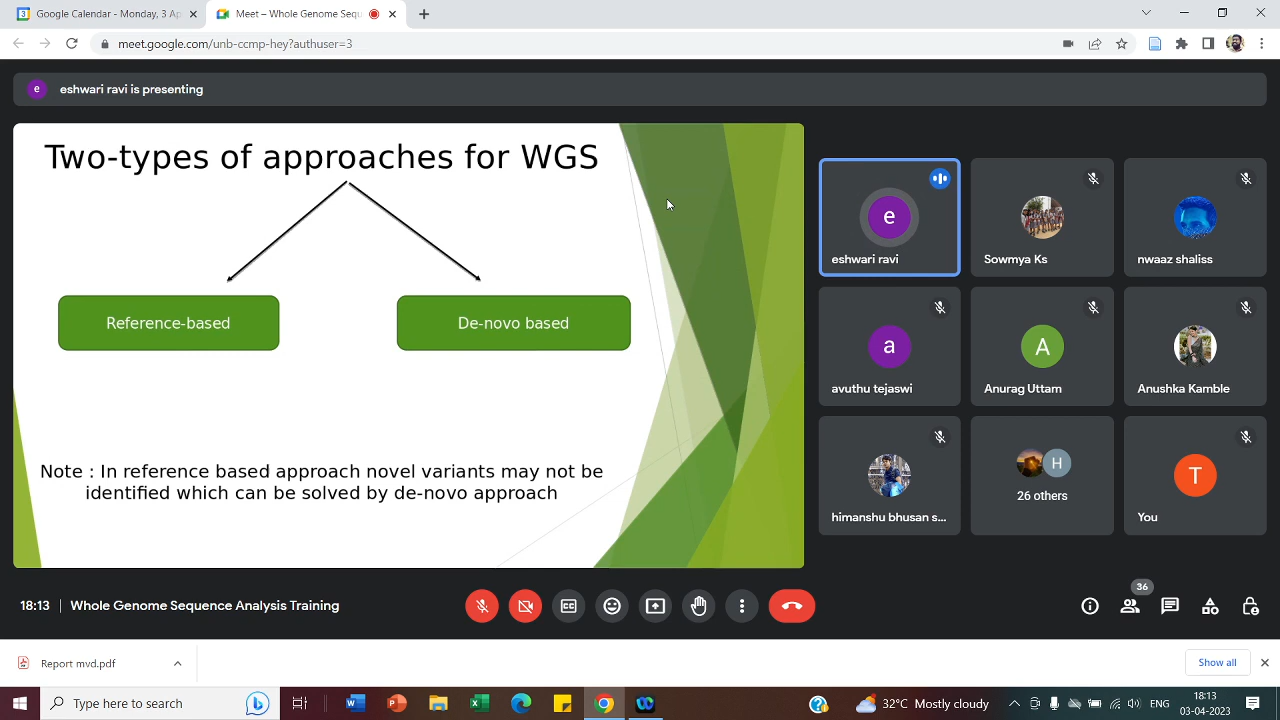 Google Calendar - Monday, 3 Ap
Meet – Whole Genome Sequ
meet.google.com/unb-ccmp-hey?authuser=3
e
eshwari ravi is presenting
Two-types of approaches for WGS
Reference-based
De-novo based
Note : In reference based approach novel variants may not be
identified which can be solved by de-novo approach
e
eshwari ravi
Sowmya Ks
nwaaz shaliss
a
avuthu tejaswi
A
Anurag Uttam
Anushka Kamble
himanshu bhusan s...
H
26 others
T
You
18:13 | Whole Genome Sequence Analysis Training
CC
36
Report mvd.pdf
Show all
Type here to search
32°C Mostly cloudy
ENG
18:13
03-04-2023